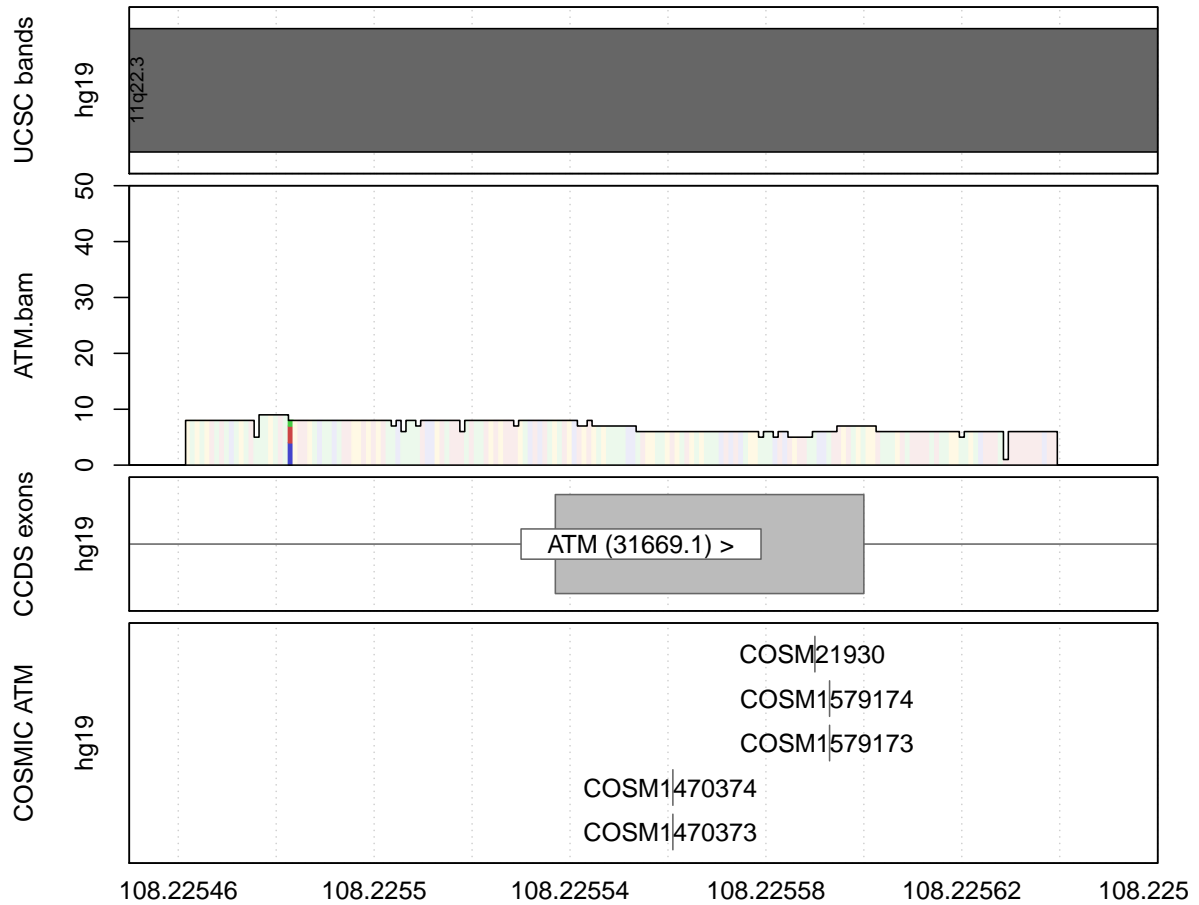 UCSC bands
hg19
11q22.3
ATM.bam
50
40
30
20
10
0
CCDS exons
hg19
ATM (31669.1) >
COSMIC ATM
hg19
COSM21930
COSM1579174
COSM1579173
COSM1470374
COSM1470373
108.22546 108.2255 108.22554 108.22558 108.22562 108.225